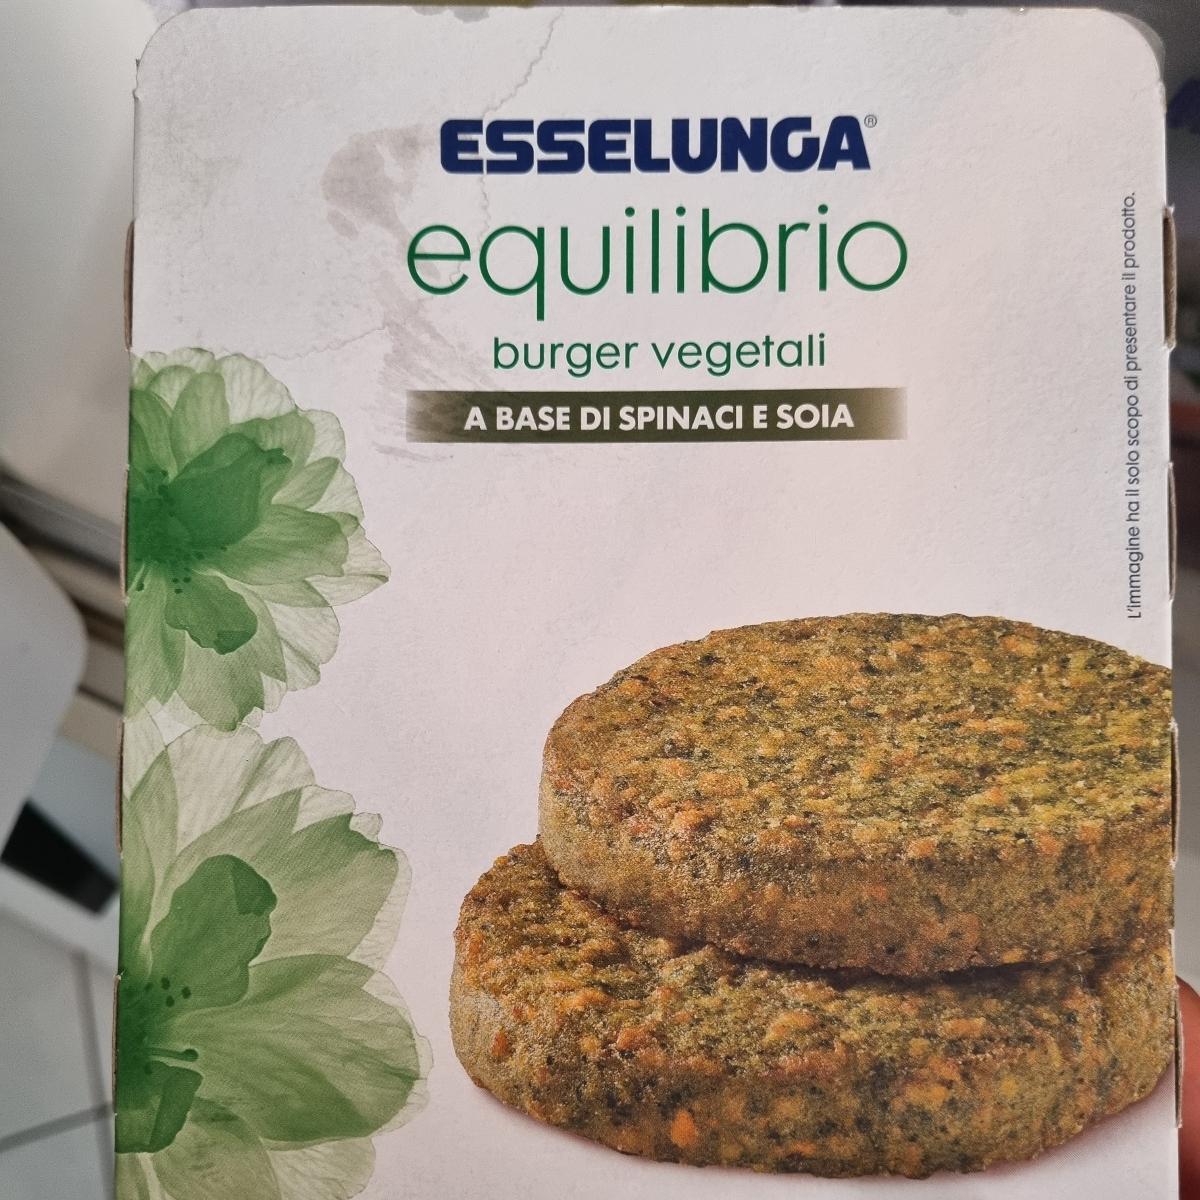 ESSELUNGA®
equilibrio
burger vegetali
A BASE DI SPINACI E SOIA
L'immagine ha il solo scopo di presentare il prodotto.